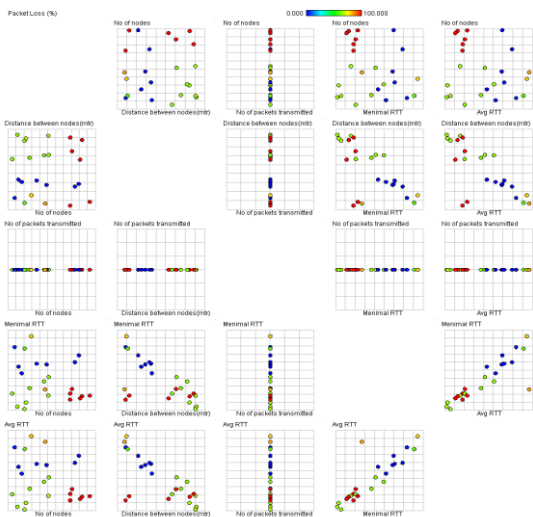 Packet Loss (%)
0.000 100.000
No of nodes No of nodes No of nodes No of nodes
Distance between nodes(mtr) No of packets transmitted Menimal RTT Avg RTT
Distance between nodes(mtr) Distance between nodes(mtr) Distance between nodes(mtr) Distance between nodes(mtr)
No of nodes No of packets transmitted Menimal RTT Avg RTT
No of packets transmitted No of packets transmitted No of packets transmitted No of packets transmitted
No of nodes Distance between nodes(mtr) Menimal RTT Avg RTT
Menimal RTT Menimal RTT Menimal RTT Menimal RTT
No of nodes Distance between nodes(mtr) No of packets transmitted Avg RTT
Avg RTT Avg RTT Avg RTT Avg RTT
No of nodes Distance between nodes(mtr) No of packets transmitted Menimal RTT